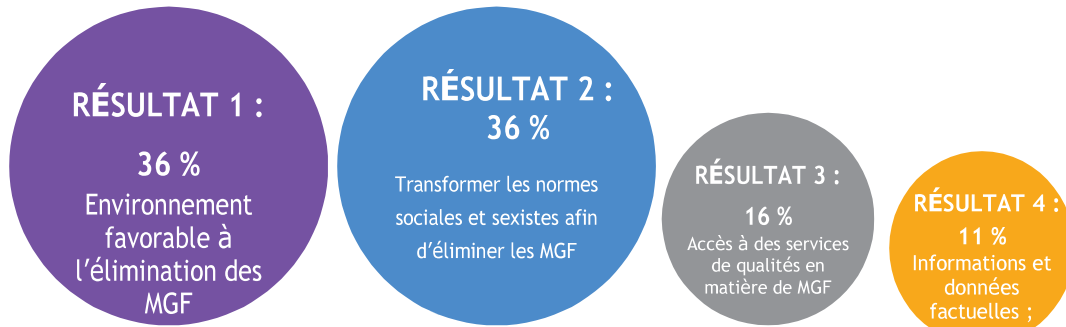 RÉSULTAT 1 :
36 %
Environnement
favorable à
l'élimination des
MGF
RÉSULTAT 2 :
36 %
Transformer les normes
sociales et sexistes afin
d'éliminer les MGF
RÉSULTAT 3 :
16 %
Accès à des services
de qualités en
matière de MGF
RÉSULTAT 4 :
11 %
Informations et
données
factuelles ;